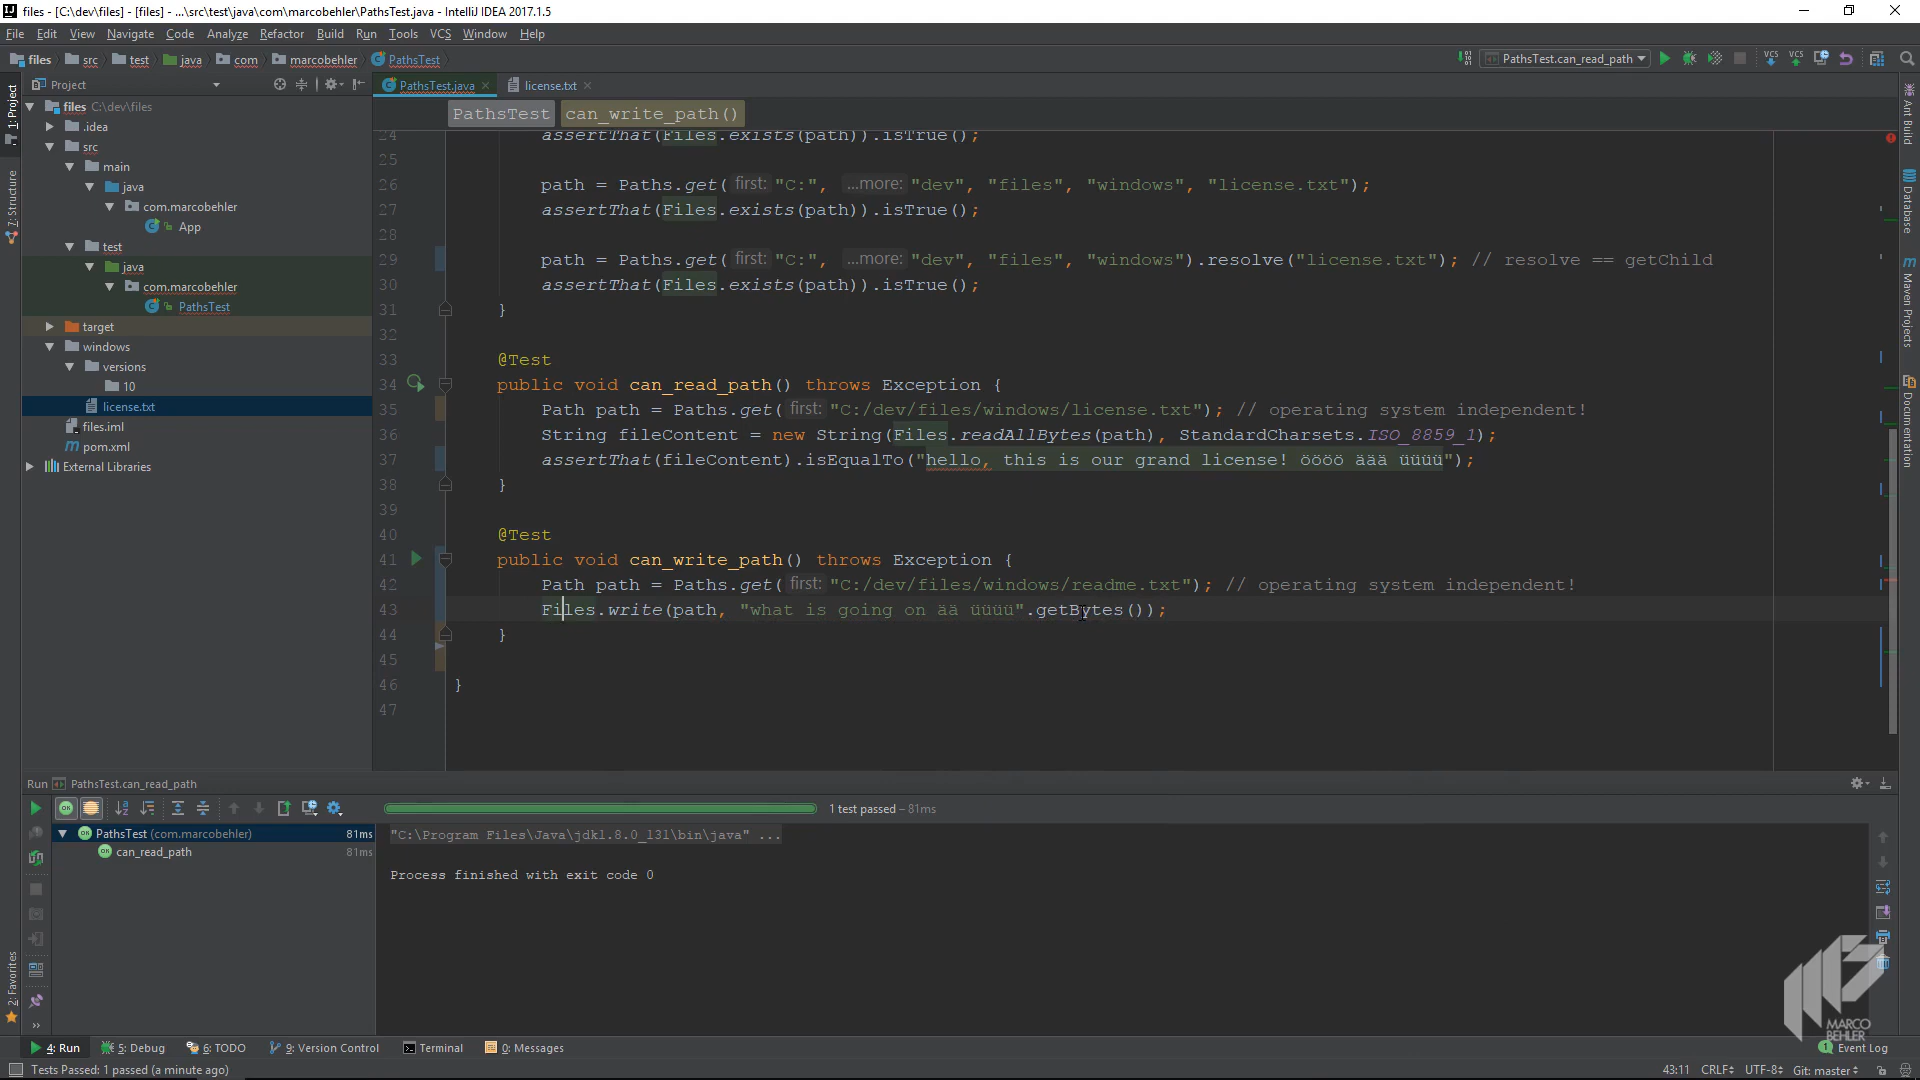 files - [C:\dev\files] - [files] - ...\src\test\java\com\marcobehler\PathsTest.java - IntelliJ IDEA 2017.1.5
File Edit View Navigate Code Analyze Refactor Build Run Tools VCS Window Help
files src test java com marcobehler PathsTest
PathsTest.can_read_path
VCS VCS
Project
PathsTest.java
license.txt
PathsTest
can_write_path()
1: Project
7: Structure
2: Favorites
files C:\dev\files
.idea
src
main
java
com.marcobehler
App
test
java
com.marcobehler
PathsTest
target
windows
versions
10
license.txt
files.iml
pom.xml
External Libraries
24 assertThat(Files.exists(path)).isTrue();
25
26 path = Paths.get( first: "C:", ...more: "dev", "files", "windows", "license.txt");
27 assertThat(Files.exists(path)).isTrue();
28
29 path = Paths.get( first: "C:", ...more: "dev", "files", "windows").resolve("license.txt"); // resolve == getChild
30 assertThat(Files.exists(path)).isTrue();
31 }
32
33 @Test
34 public void can_read_path() throws Exception {
35 Path path = Paths.get( first: "C:/dev/files/windows/license.txt"); // operating system independent!
36 String fileContent = new String(Files.readAllBytes(path), StandardCharsets.ISO_8859_1);
37 assertThat(fileContent).isEqualTo("hello, this is our grand license! öööö äää üüüü");
38 }
39
40 @Test
41 public void can_write_path() throws Exception {
42 Path path = Paths.get( first: "C:/dev/files/windows/readme.txt"); // operating system independent!
43 Files.write(path, "what is going on ää üüüü".getBytes());
44 }
45
46 }
47
Ant Build
Database
Maven Projects
Documentation
Run PathsTest.can_read_path
1 test passed – 81ms
PathsTest (com.marcobehler) 81ms
can_read_path 81ms
"C:\Program Files\Java\jdk1.8.0_131\bin\java" ...
Process finished with exit code 0
MARCO
BEHLER
4: Run 5: Debug 6: TODO 9: Version Control Terminal 0: Messages
1 Event Log
Tests Passed: 1 passed (a minute ago)
43:11 CRLF UTF-8 Git: master